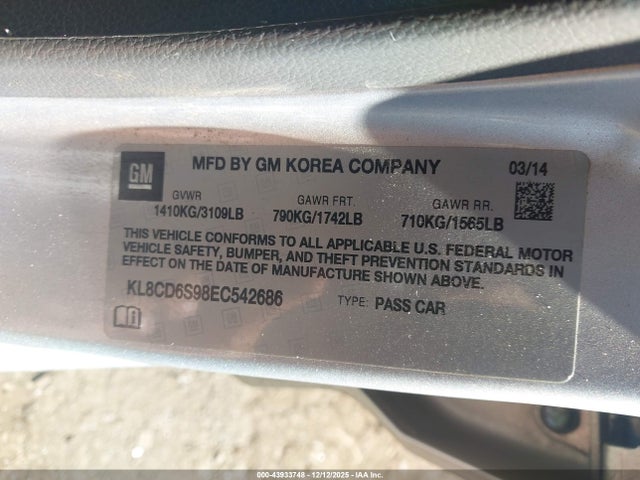 GM MFD BY GM KOREA COMPANY 03/14
GVWR GAWR FRT. GAWR RR.
1410KG/3109LB 790KG/1742LB 710KG/1565LB
THIS VEHICLE CONFORMS TO ALL APPLICABLE U.S. FEDERAL MOTOR
VEHICLE SAFETY, BUMPER, AND THEFT PREVENTION STANDARDS IN
EFFECT ON THE DATE OF MANUFACTURE SHOWN ABOVE.
KL8CD6S98EC542686 TYPE: PASS CAR
© 000-43933748 - 12/12/2025 - IAAI, Inc.